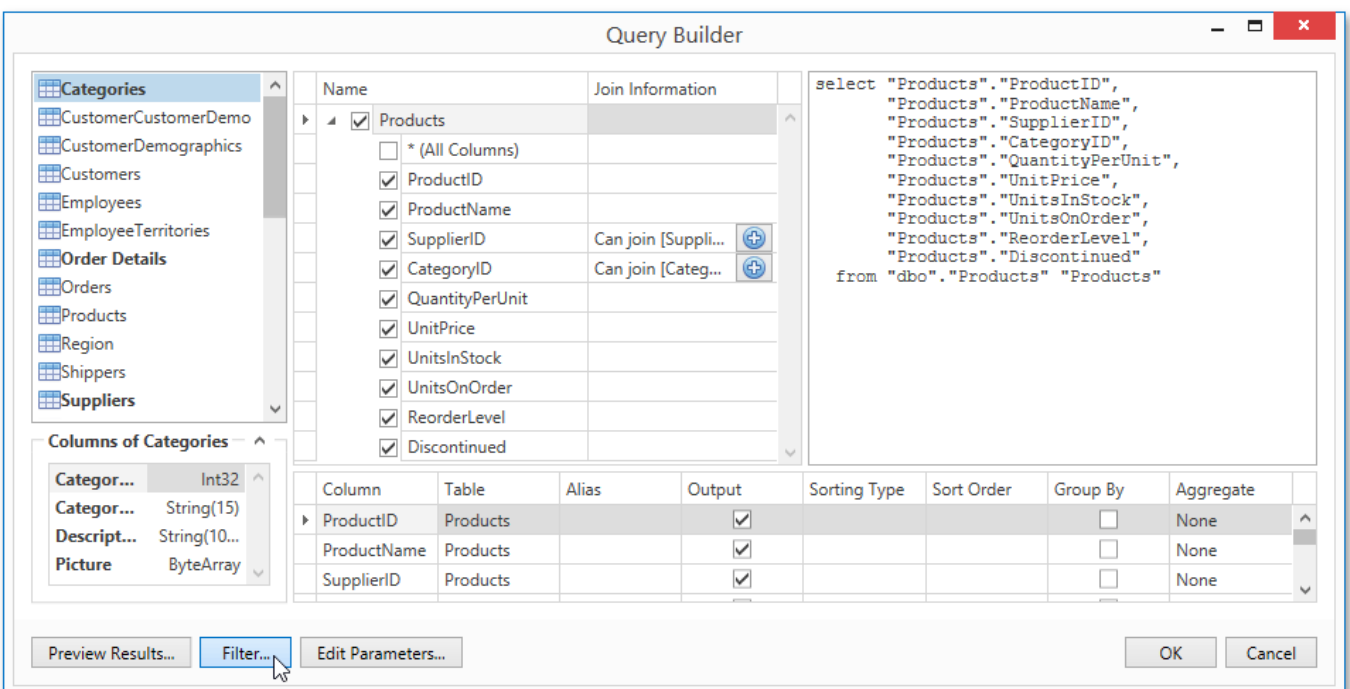 Query Builder
Categories
CustomerCustomerDemo
CustomerDemographics
Customers
Employees
EmployeeTerritories
Order Details
Orders
Products
Region
Shippers
Suppliers
Columns of Categories
Categor... Int32
Categor... String(15)
Descript... String(10...
Picture ByteArray
Name Join Information
Products
* (All Columns)
ProductID
ProductName
SupplierID Can join [Suppli...
CategoryID Can join [Categ...
QuantityPerUnit
UnitPrice
UnitsInStock
UnitsOnOrder
ReorderLevel
Discontinued
select "Products"."ProductID",
"Products"."ProductName",
"Products"."SupplierID",
"Products"."CategoryID",
"Products"."QuantityPerUnit",
"Products"."UnitPrice",
"Products"."UnitsInStock",
"Products"."UnitsOnOrder",
"Products"."ReorderLevel",
"Products"."Discontinued"
from "dbo"."Products" "Products"
Column Table Alias Output Sorting Type Sort Order Group By Aggregate
ProductID Products None
ProductName Products None
SupplierID Products None
Preview Results... Filter... Edit Parameters... OK Cancel